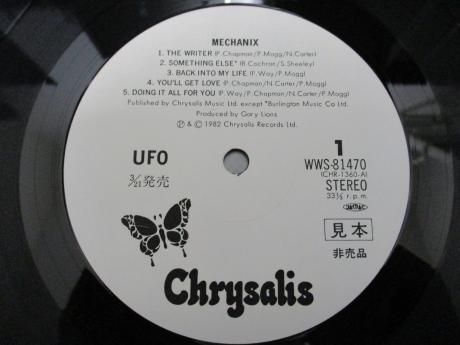 MECHANIX
1. THE WRITER (P.Chapman/P.Mogg/N.Carter)
2. SOMETHING ELSE* (E.Cochran/S.Sheeley)
3. BACK INTO MY LIFE (P.Way/P.Mogg)
4. YOU'LL GET LOVE (P.Chapman/N.Carter/P.Mogg)
5. DOING IT ALL FOR YOU (P.Way/P.Chapman/N.Carter/P.Mogg)
Published by Chrysalis Music Ltd. except *Burlington Music Co Ltd.
Produced by Gary Lions
Ⓟ & © 1982 Chrysalis Records Ltd.
UFO
3/21発売
1
WWS-81470
(CHR-1360-A)
STEREO
33⅓ r.p.m.
見本
非売品
Chrysalis